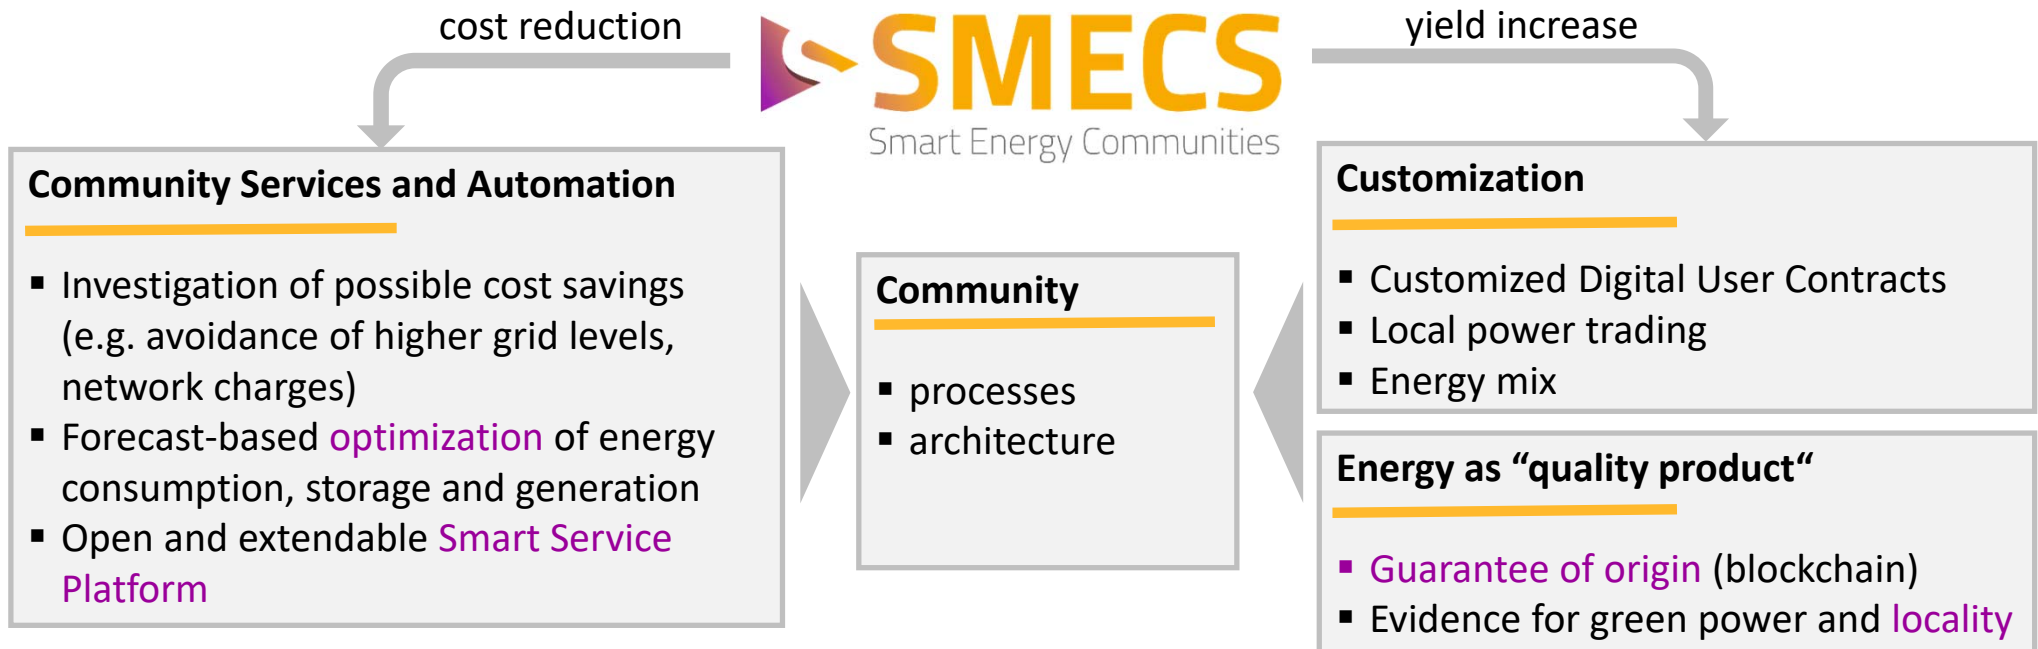 cost reduction
SMECS
Smart Energy Communities
yield increase
Community Services and Automation
▪ Investigation of possible cost savings
(e.g. avoidance of higher grid levels,
network charges)
▪ Forecast-based optimization of energy
consumption, storage and generation
▪ Open and extendable Smart Service
Platform
Community
▪ processes
▪ architecture
Customization
▪ Customized Digital User Contracts
▪ Local power trading
▪ Energy mix
Energy as “quality product“
▪ Guarantee of origin (blockchain)
▪ Evidence for green power and locality